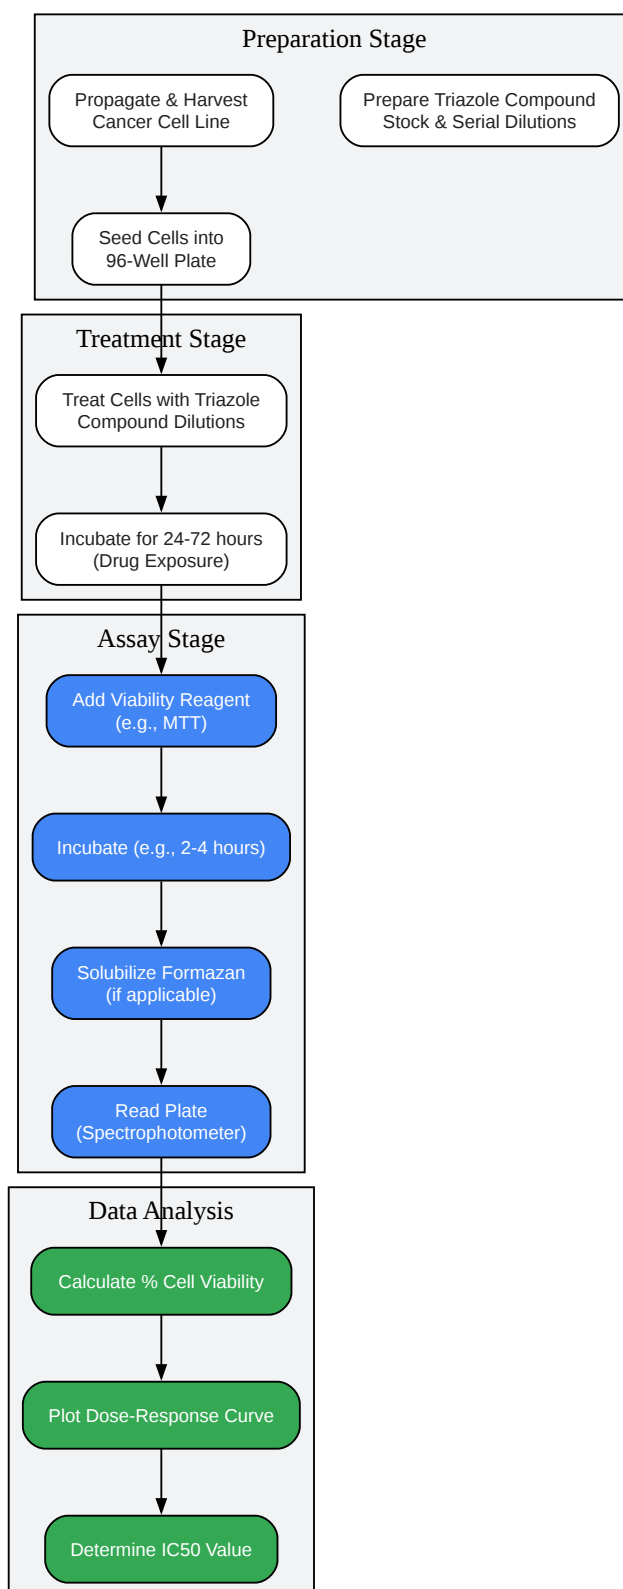 Preparation Stage
Propagate & Harvest
Cancer Cell Line
Prepare Triazole Compound
Stock & Serial Dilutions
Seed Cells into
96-Well Plate
Treatment Stage
Treat Cells with Triazole
Compound Dilutions
Incubate for 24-72 hours
(Drug Exposure)
Assay Stage
Add Viability Reagent
(e.g., MTT)
Incubate (e.g., 2-4 hours)
Solubilize Formazan
(if applicable)
Read Plate
(Spectrophotometer)
Data Analysis
Calculate % Cell Viability
Plot Dose-Response Curve
Determine IC50 Value